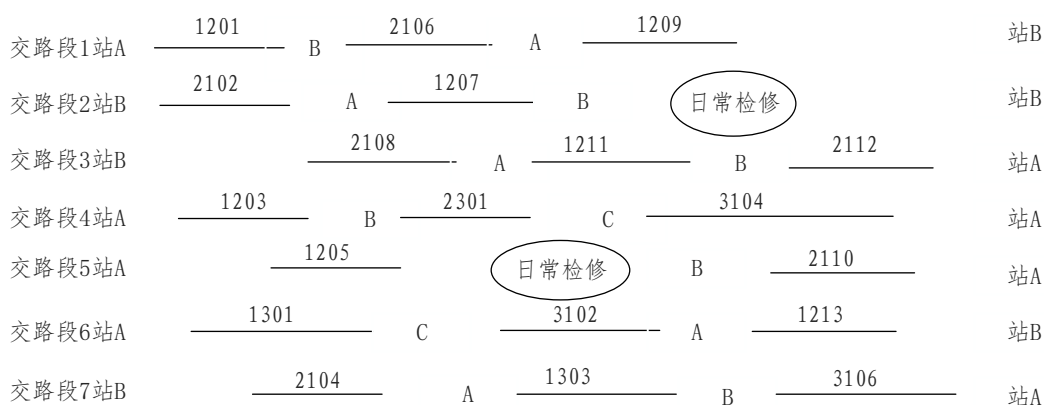 交路段1站A 1201 B 2106 A 1209 站B
交路段2站B 2102 A 1207 B 日常检修 站B
交路段3站B 2108 A 1211 B 2112 站A
交路段4站A 1203 B 2301 C 3104 站A
交路段5站A 1205 日常检修 B 2110 站A
交路段6站A 1301 C 3102 A 1213 站B
交路段7站B 2104 A 1303 B 3106 站A